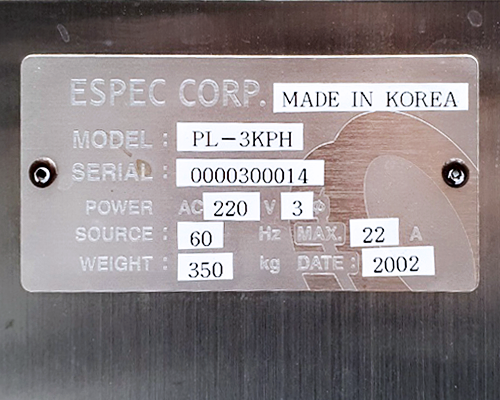 ESPEC CORP. MADE IN KOREA
MODEL : PL-3KPH
SERIAL : 0000300014
POWER AC 220 V 3 ϕ
SOURCE : 60 Hz MAX. 22 A
WEIGHT : 350 kg DATE : 2002